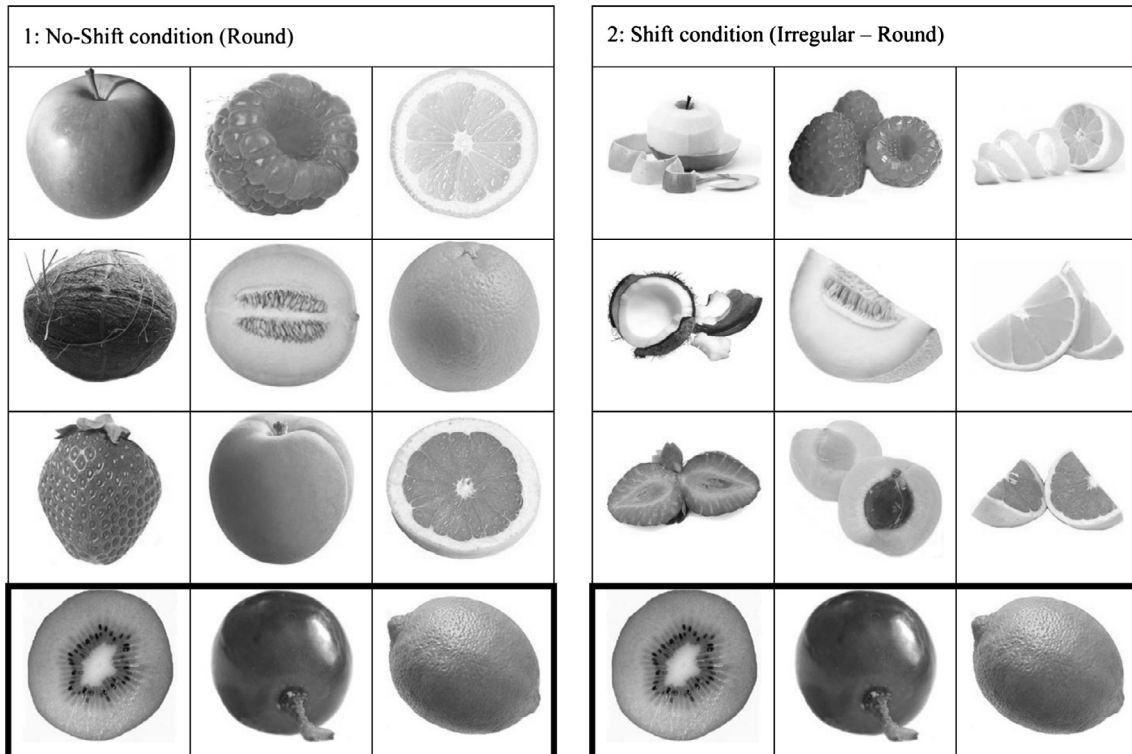 1: No-Shift condition (Round)
2: Shift condition (Irregular – Round)